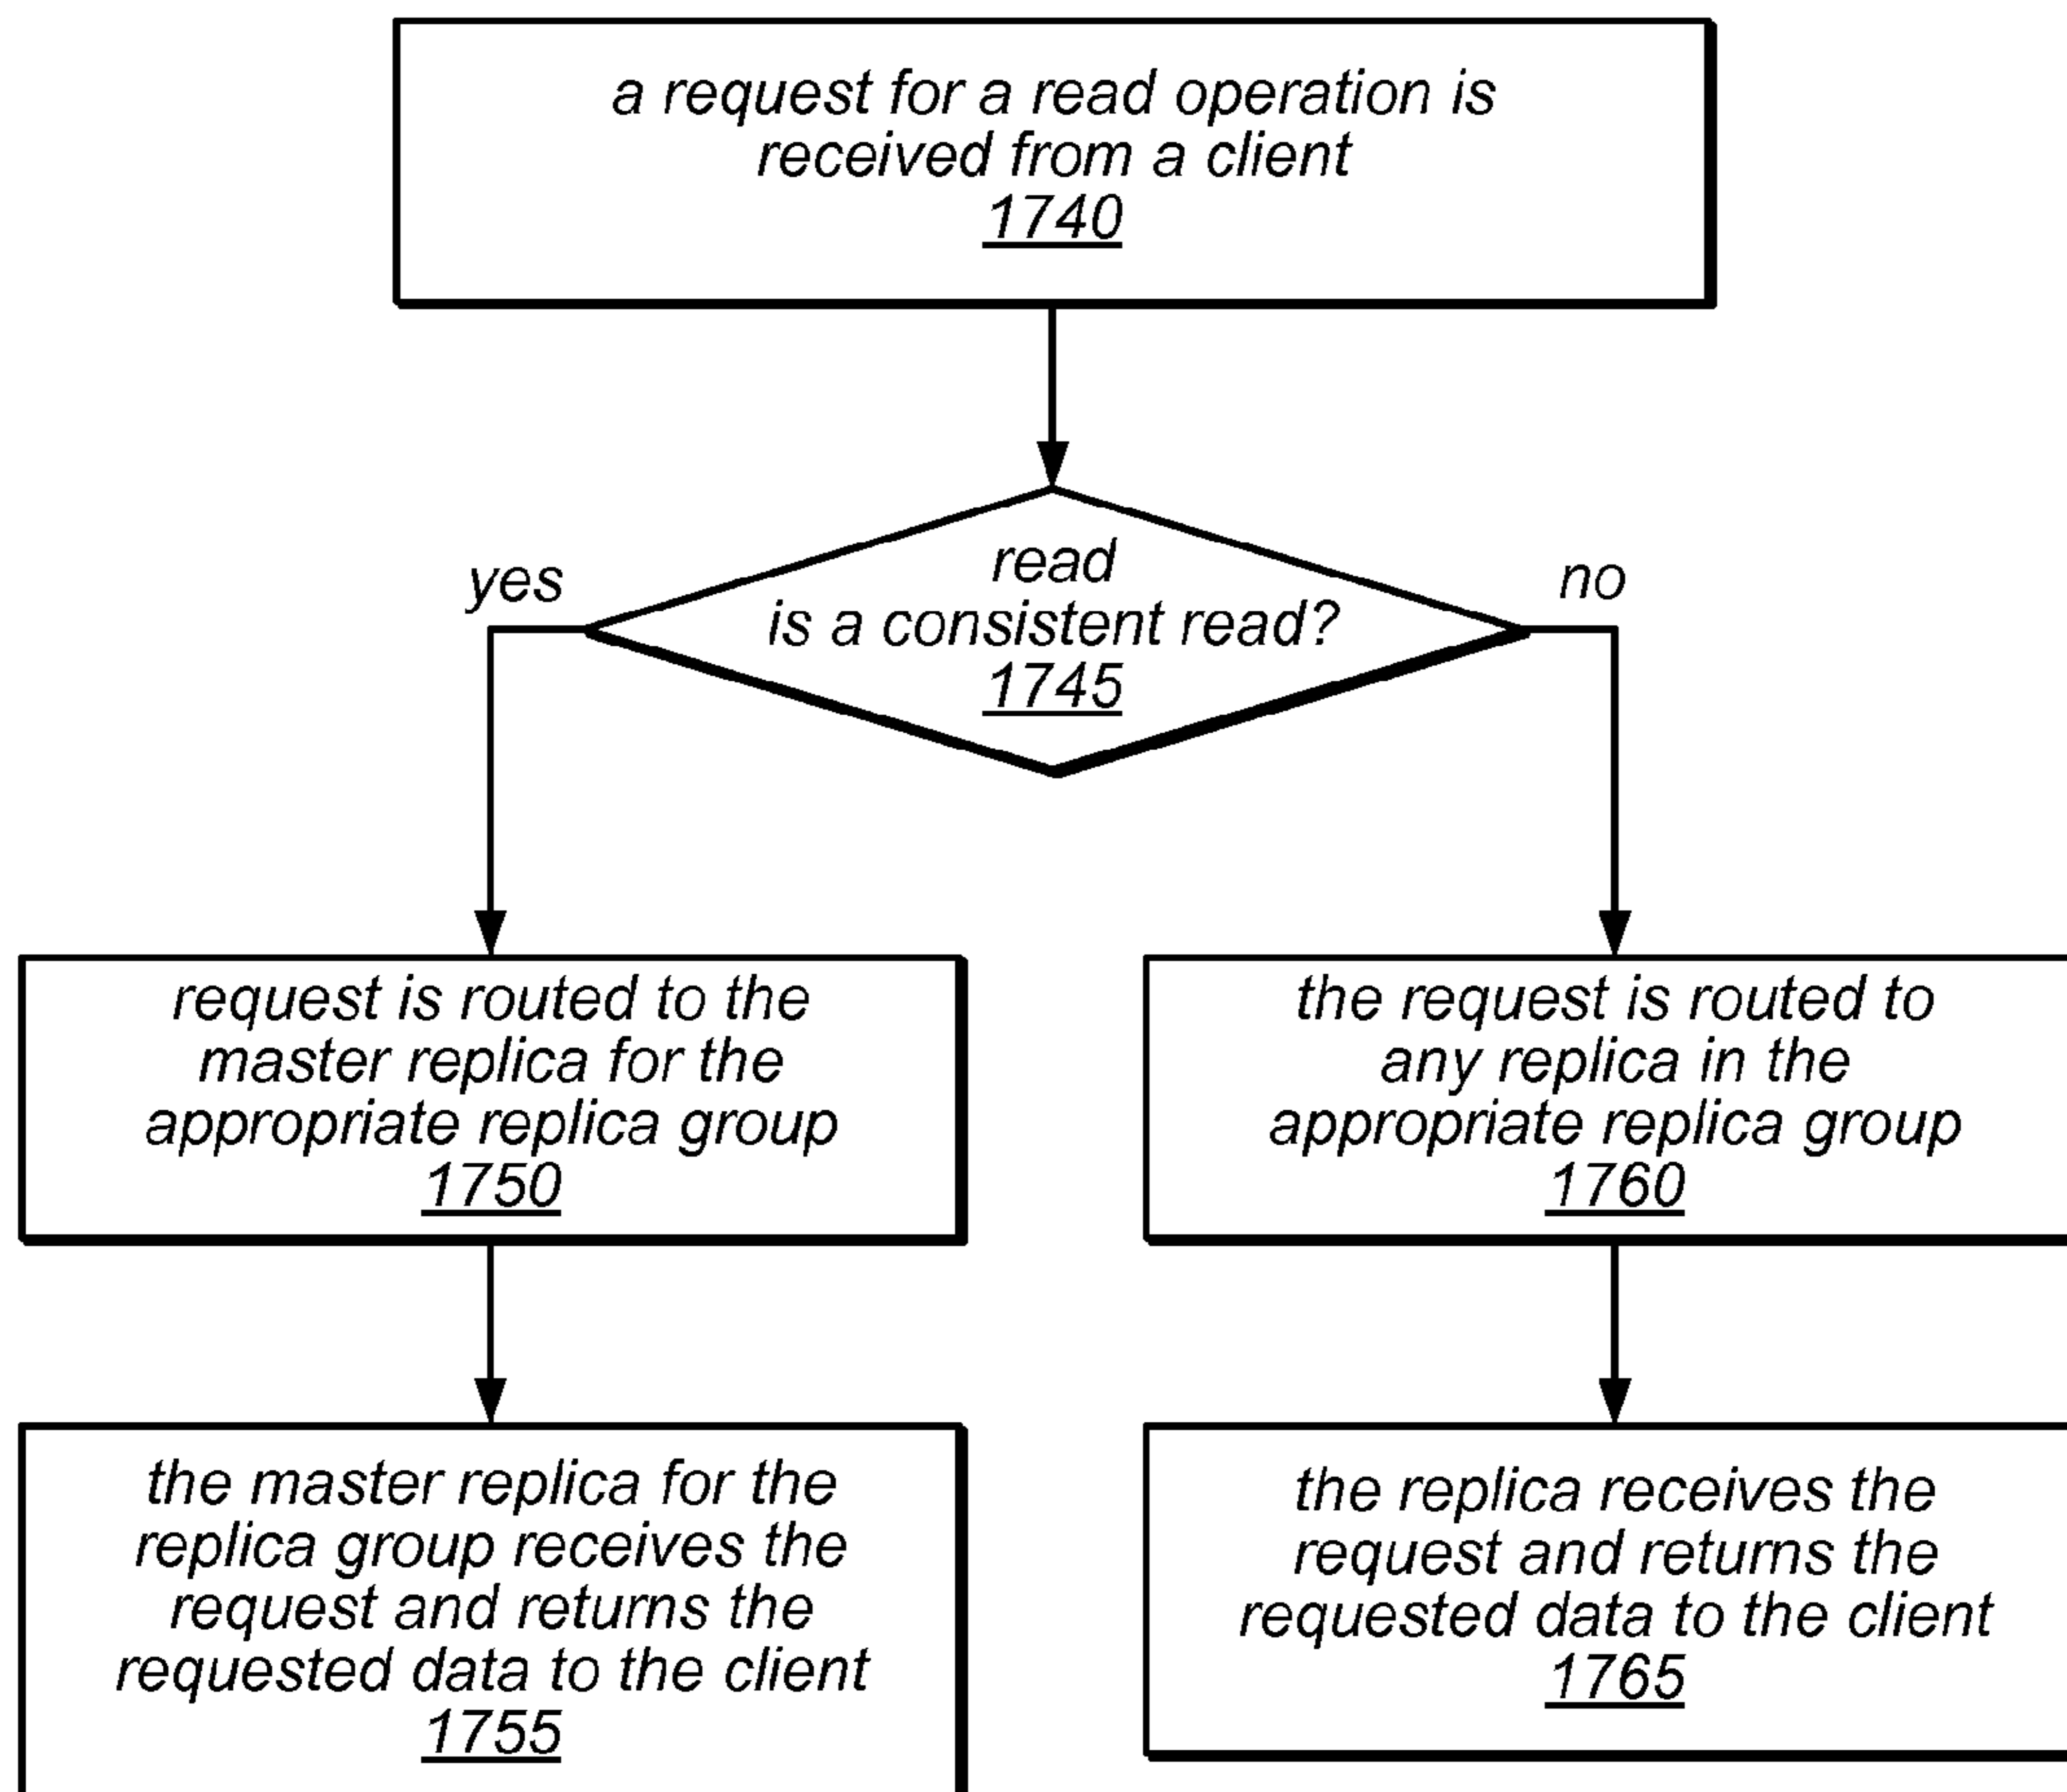 a request for a read operation is
received from a client
1740
read
is a consistent read?
1745
yes
no
request is routed to the
master replica for the
appropriate replica group
1750
the request is routed to
any replica in the
appropriate replica group
1760
the master replica for the
replica group receives the
request and returns the
requested data to the client
1755
the replica receives the
request and returns the
requested data to the client
1765